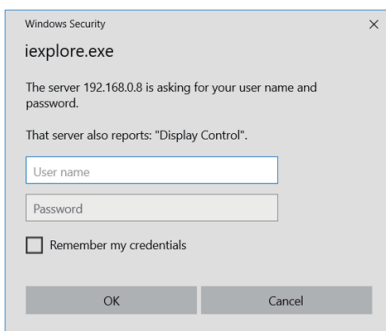 Windows Security
iexplore.exe
The server 192.168.0.8 is asking for your user name and
password.
That server also reports: "Display Control".
User name
Password
Remember my credentials
OK
Cancel